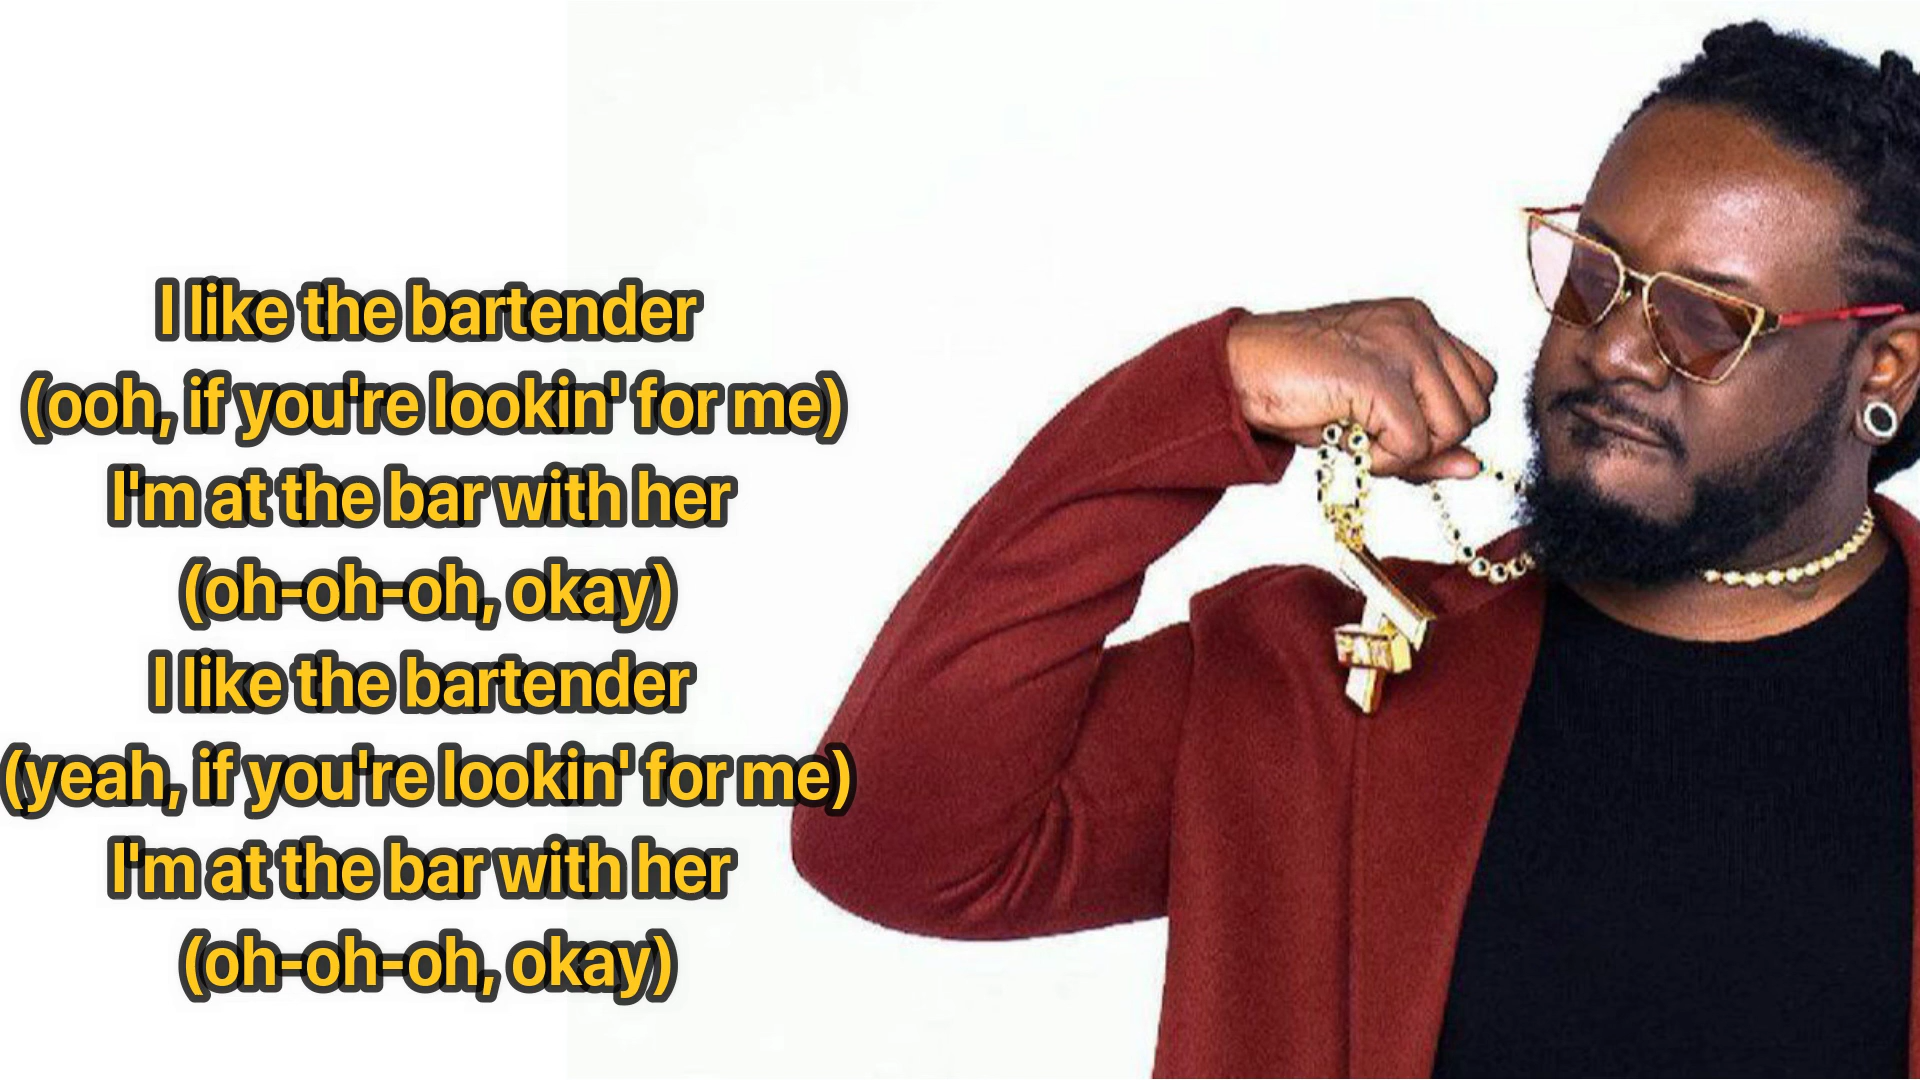 I like the bartender
(ooh, if you're lookin' for me)
I'm at the bar with her
(oh-oh-oh, okay)
I like the bartender
(yeah, if you're lookin' for me)
I'm at the bar with her
(oh-oh-oh, okay)